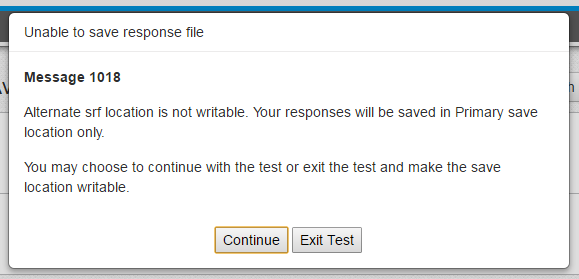 Unable to save response file
Message 1018
Alternate srf location is not writable. Your responses will be saved in Primary save
location only.
You may choose to continue with the test or exit the test and make the save
location writable.
Continue Exit Test